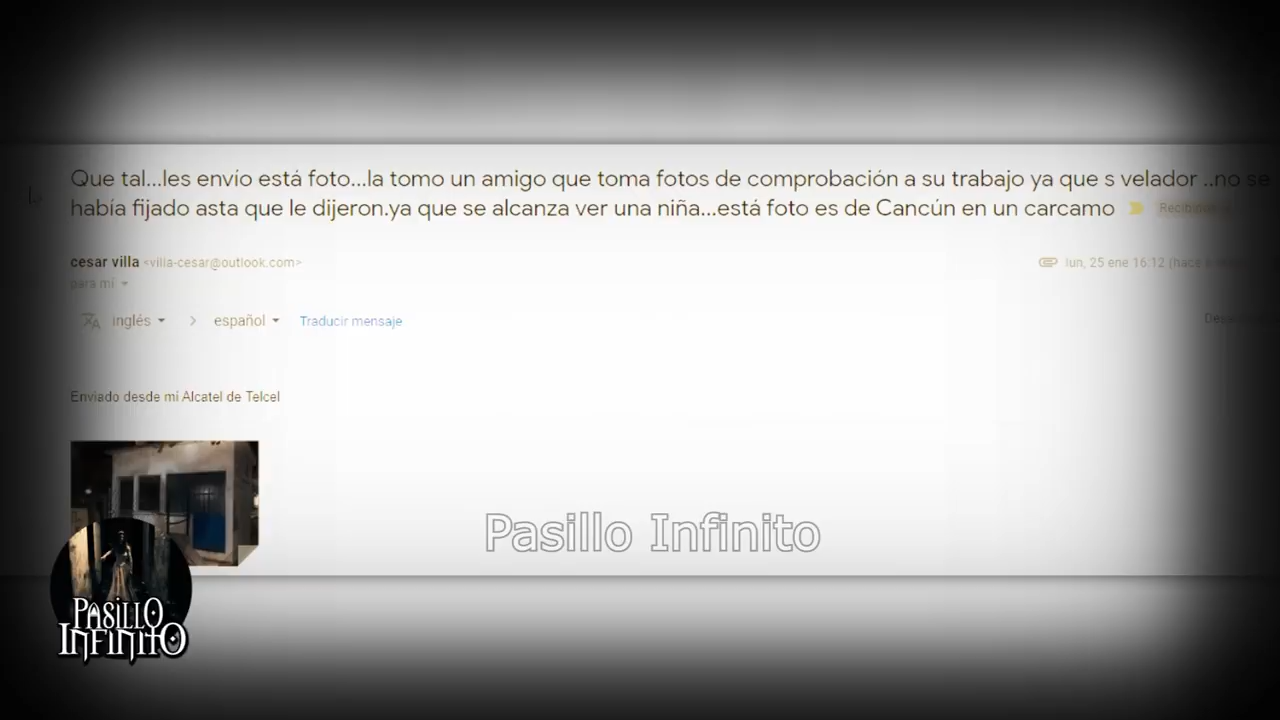 Que tal...les envío está foto...la tomo un amigo que toma fotos de comprobación a su trabajo ya que s velador ..no se
había fijado asta que le dijeron.ya que se alcanza ver una niña...está foto es de Cancún en un carcamo
cesar villa <villa-cesar@outlook.com>
lun, 25 ene 16:12 (hace
para mí
inglés > español Traducir mensaje
Enviado desde mi Alcatel de Telcel
Pasillo Infinito
PASILLO
INFINITO